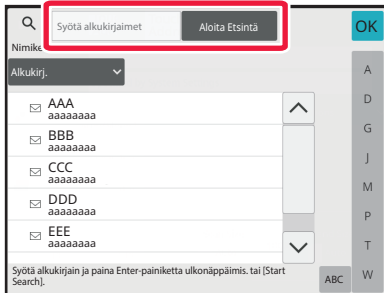 Syötä alkukirjaimet
Aloita Etsintä
OK
Nimike
Alkukirj.
AAA
aaaaaaaa
BBB
aaaaaaaa
CCC
aaaaaaaa
DDD
aaaaaaaa
EEE
aaaaaaaa
A
D
G
J
M
P
T
W
Syötä alkukirjain ja paina Enter-painiketta ulkonäppäimis. tai [Start
Search].
ABC